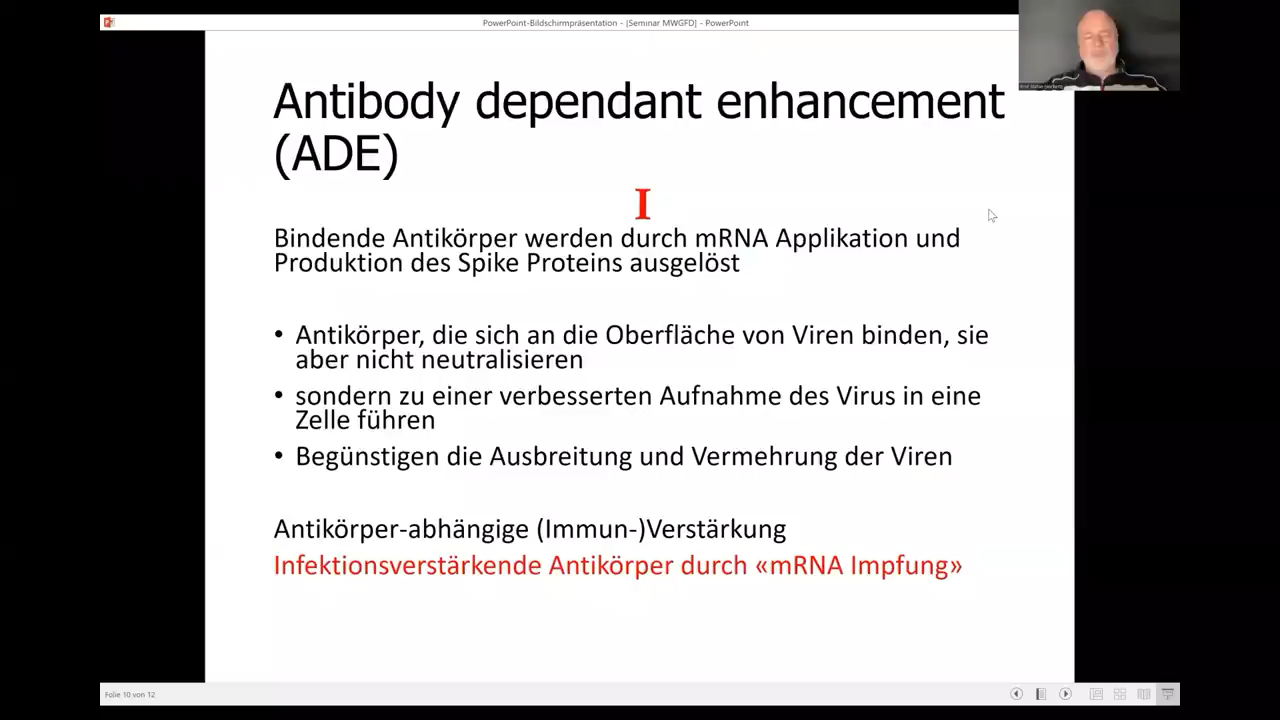 PowerPoint-Bildschirmpräsentation - [Seminar MWGFD] - PowerPoint
Antibody dependant enhancement
(ADE)
I
Bindende Antikörper werden durch mRNA Applikation und
Produktion des Spike Proteins ausgelöst
• Antikörper, die sich an die Oberfläche von Viren binden, sie
aber nicht neutralisieren
• sondern zu einer verbesserten Aufnahme des Virus in eine
Zelle führen
• Begünstigen die Ausbreitung und Vermehrung der Viren
Antikörper-abhängige (Immun-)Verstärkung
Infektionsverstärkende Antikörper durch «mRNA Impfung»
Folie 10 von 12